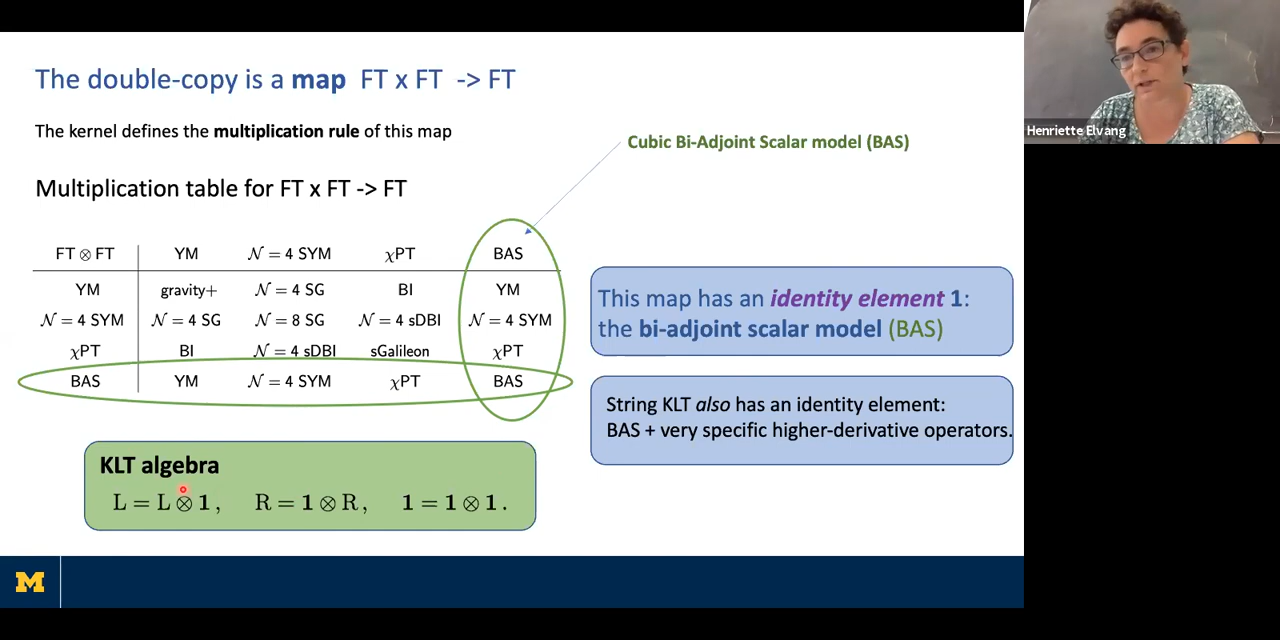 The double-copy is a map FT x FT -> FT
The kernel defines the multiplication rule of this map
Cubic Bi-Adjoint Scalar model (BAS)
Multiplication table for FT x FT -> FT
FT ⊗ FT YM 𝒩 = 4 SYM χPT BAS
YM gravity+ 𝒩 = 4 SG BI YM
𝒩 = 4 SYM 𝒩 = 4 SG 𝒩 = 8 SG 𝒩 = 4 sDBI 𝒩 = 4 SYM
χPT BI 𝒩 = 4 sDBI sGalileon χPT
BAS YM 𝒩 = 4 SYM χPT BAS
This map has an identity element 1:
the bi-adjoint scalar model (BAS)
String KLT also has an identity element:
BAS + very specific higher-derivative operators.
KLT algebra
L = L ⊗ 1 , R = 1 ⊗ R , 1 = 1 ⊗ 1 .
M
Henriette Elvang